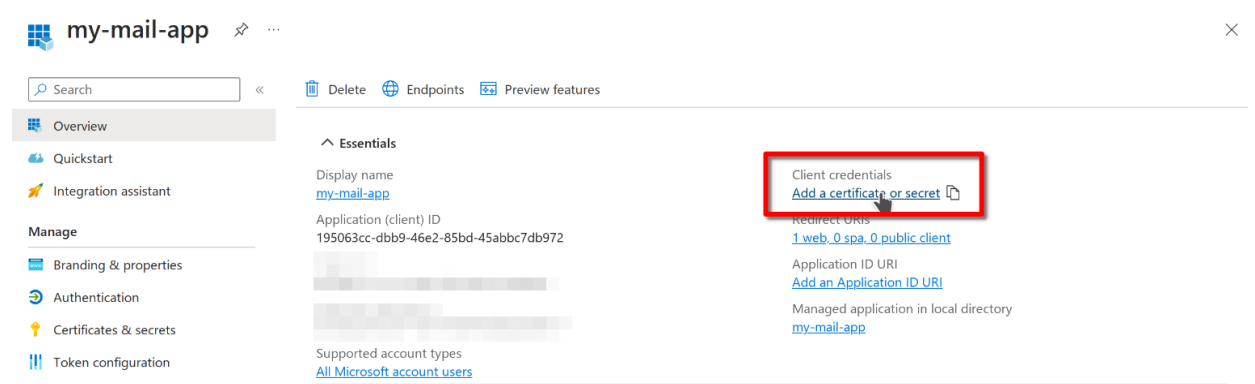 my-mail-app
Search
Delete Endpoints Preview features
Overview
Quickstart
Integration assistant
Manage
Branding & properties
Authentication
Certificates & secrets
Token configuration
Essentials
Display name
my-mail-app
Application (client) ID
195063cc-dbb9-46e2-85bd-45abbc7db972
Supported account types
All Microsoft account users
Client credentials
Add a certificate or secret
Redirect URIs
1 web, 0 spa, 0 public client
Application ID URI
Add an Application ID URI
Managed application in local directory
my-mail-app